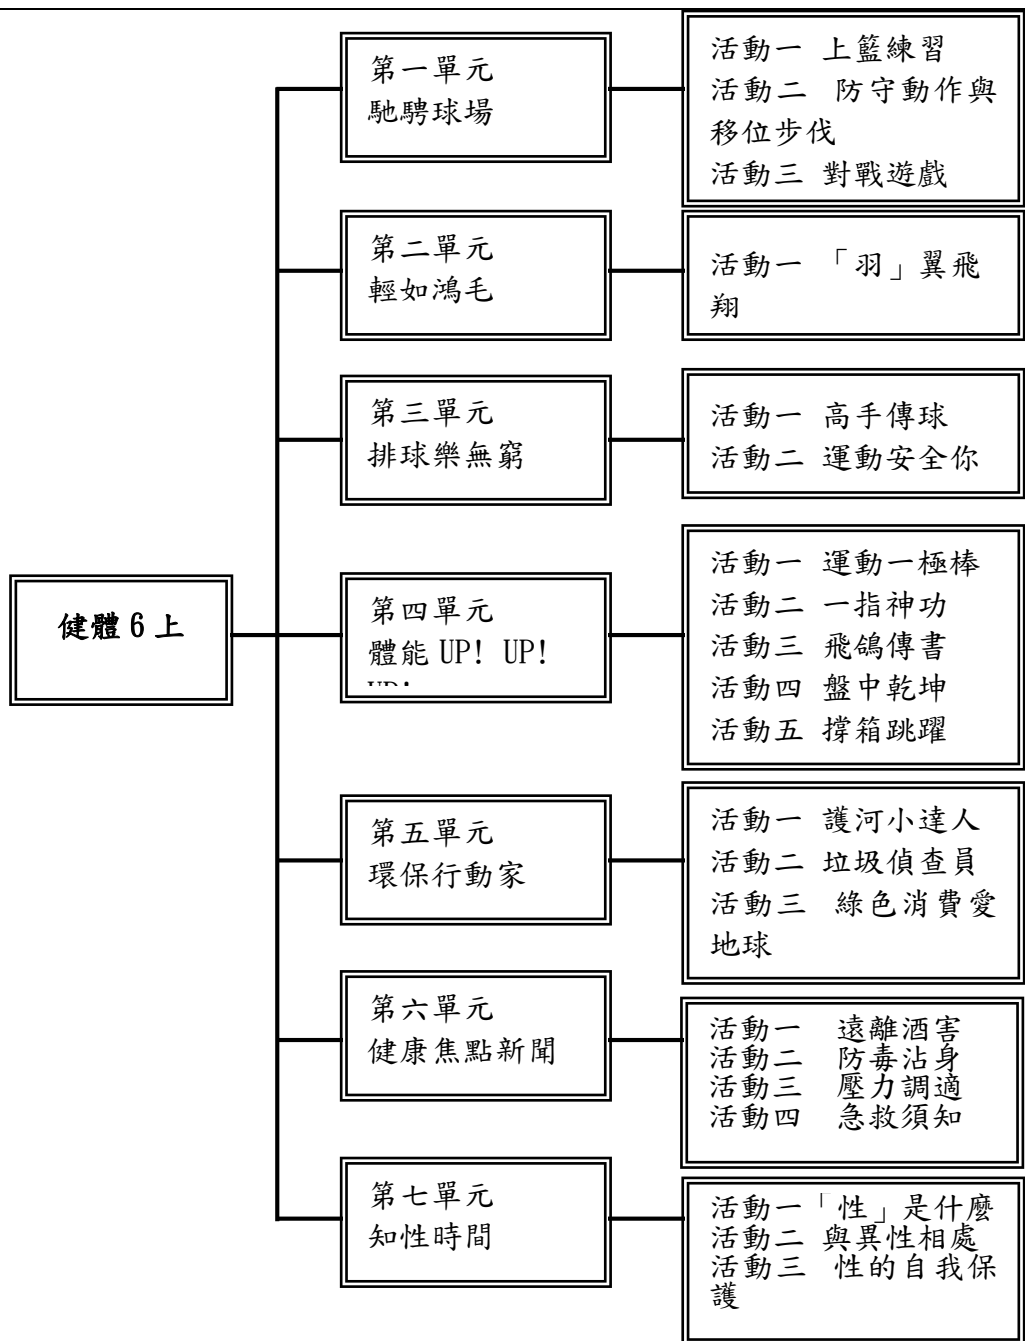 健體6上
第一單元
馳騁球場
活動一 上籃練習
活動二 防守動作與
移位步伐
活動三 對戰遊戲
第二單元
輕如鴻毛
活動一 「羽」翼飛
翔
第三單元
排球樂無窮
活動一 高手傳球
活動二 運動安全你
第四單元
體能 UP! UP!
UP!
活動一 運動一極棒
活動二 一指神功
活動三 飛鴿傳書
活動四 盤中乾坤
活動五 撐箱跳躍
第五單元
環保行動家
活動一 護河小達人
活動二 垃圾偵查員
活動三 綠色消費愛
地球
第六單元
健康焦點新聞
活動一 遠離酒害
活動二 防毒沾身
活動三 壓力調適
活動四 急救須知
第七單元
知性時間
活動一「性」是什麼
活動二 與異性相處
活動三 性的自我保
護